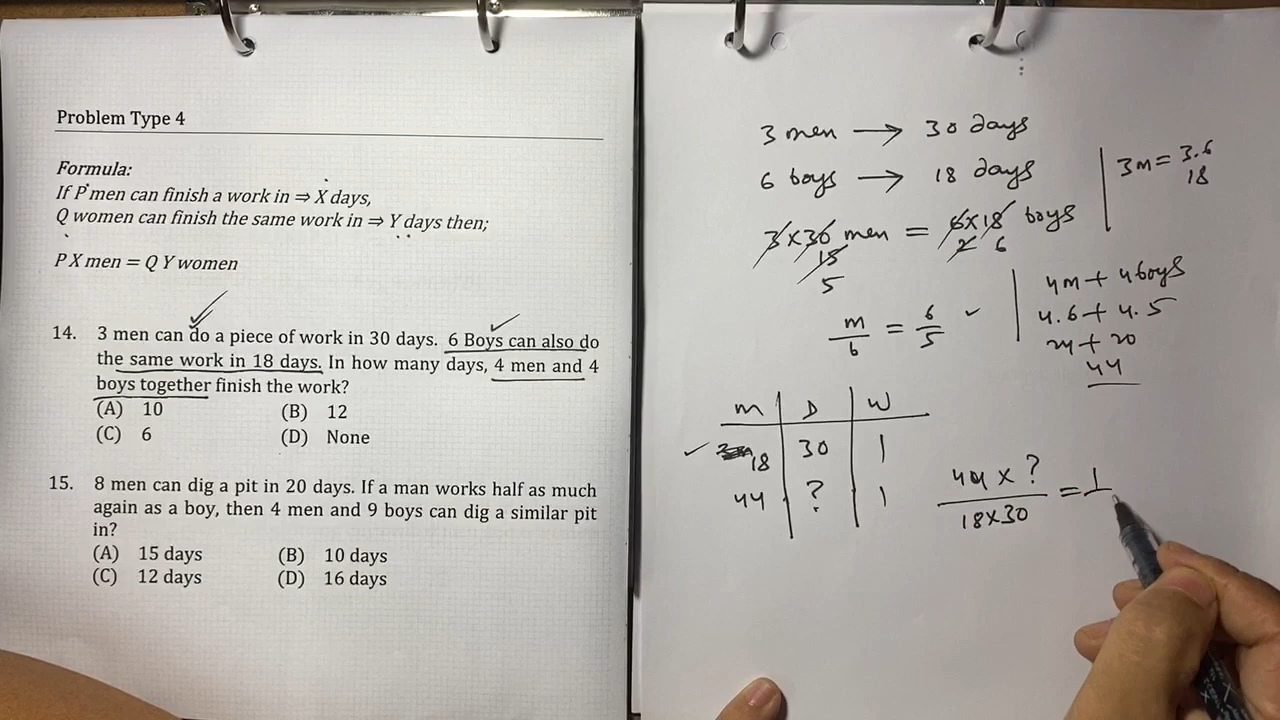 Problem Type 4
Formula:
If P men can finish a work in ⇒ X days,
Q women can finish the same work in ⇒ Y days then;
P X men = Q Y women
14. 3 men can do a piece of work in 30 days. 6 Boys can also do
the same work in 18 days. In how many days, 4 men and 4
boys together finish the work?
(A) 10 (B) 12
(C) 6 (D) None
15. 8 men can dig a pit in 20 days. If a man works half as much
again as a boy, then 4 men and 9 boys can dig a similar pit
in?
(A) 15 days (B) 10 days
(C) 12 days (D) 16 days
3 men → 30 days
6 boys → 18 days
3×30 men = 6×18 boys
15 2 6
5
m/b = 6/5
3m = 3.6
18
4m + 4boys
4.6 + 4.5
24 + 20
44
M D W
18 30 1
44 ? 1
44 × ? = 1
18×30